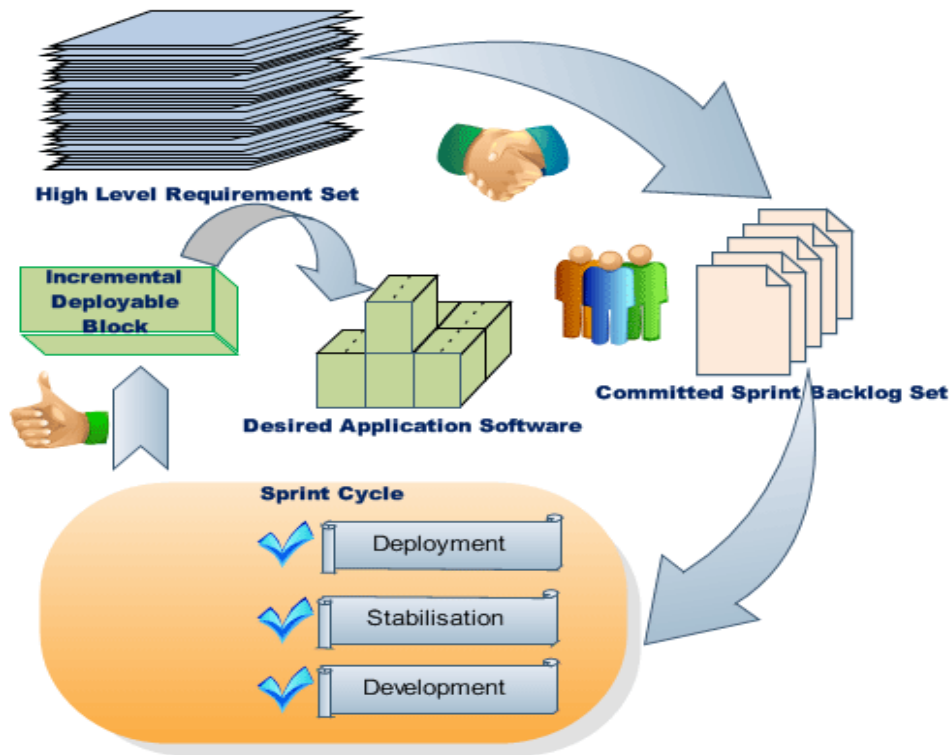 High Level Requirement Set
Incremental
Deployable
Block
Desired Application Software
Committed Sprint Backlog Set
Sprint Cycle
Deployment
Stabilisation
Development